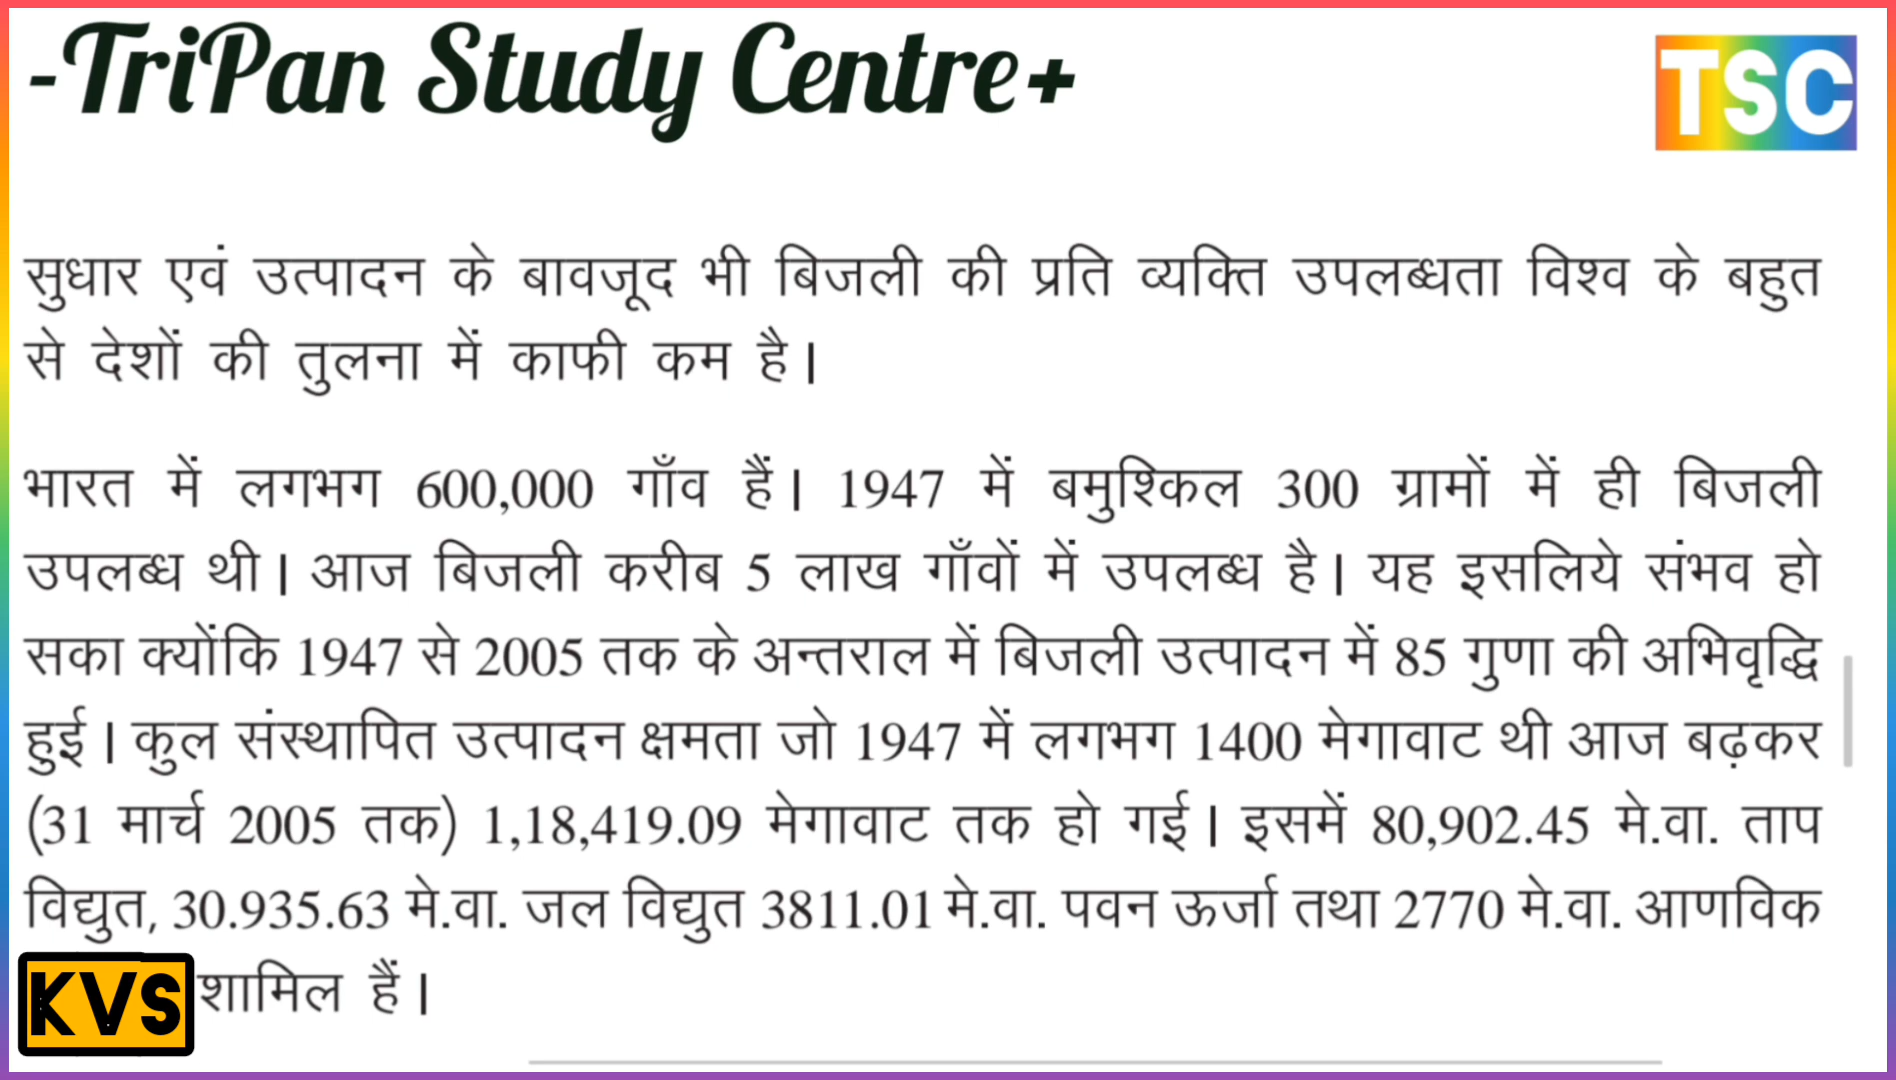 -TriPan Study Centre+
TSC
सुधार एवं उत्पादन के बावजूद भी बिजली की प्रति व्यक्ति उपलब्धता विश्व के बहुत
से देशों की तुलना में काफी कम है।
भारत में लगभग 600,000 गाँव हैं। 1947 में बमुश्किल 300 ग्रामों में ही बिजली
उपलब्ध थी। आज बिजली करीब 5 लाख गाँवों में उपलब्ध है। यह इसलिये संभव हो
सका क्योंकि 1947 से 2005 तक के अन्तराल में बिजली उत्पादन में 85 गुणा की अभिवृद्धि
हुई। कुल संस्थापित उत्पादन क्षमता जो 1947 में लगभग 1400 मेगावाट थी आज बढ़कर
(31 मार्च 2005 तक) 1,18,419.09 मेगावाट तक हो गई। इसमें 80,902.45 मे.वा. ताप
विद्युत, 30.935.63 मे.वा. जल विद्युत 3811.01 मे.वा. पवन ऊर्जा तथा 2770 मे.वा. आणविक
KVS शामिल हैं।